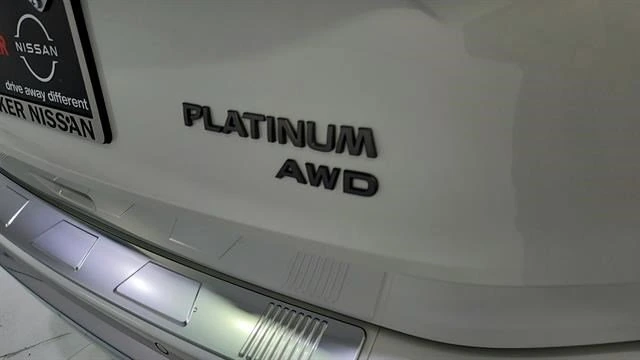 NISSAN
drive away different
KER NISSAN
PLATINUM
AWD